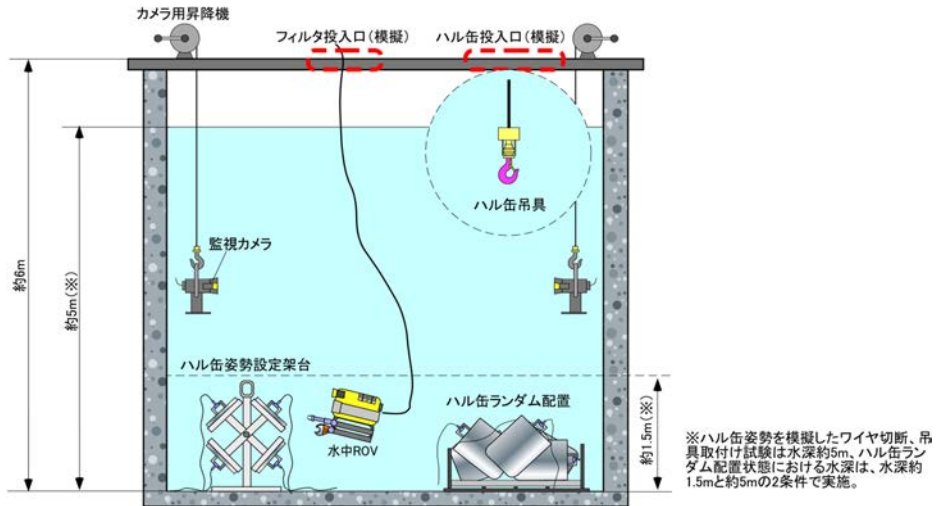 カメラ用昇降機
フィルタ投入口(模擬)
ハル缶投入口(模擬)
ハル缶吊具
監視カメラ
約6m
約5m(※)
ハル缶姿勢設定架台
水中ROV
ハル缶ランダム配置
約1.5m(※)
※ハル缶姿勢を模擬したワイヤ切断、吊
具取付け試験は水深約5m、ハル缶ラン
ダム配置状態における水深は、水深約
1.5mと約5mの2条件で実施。